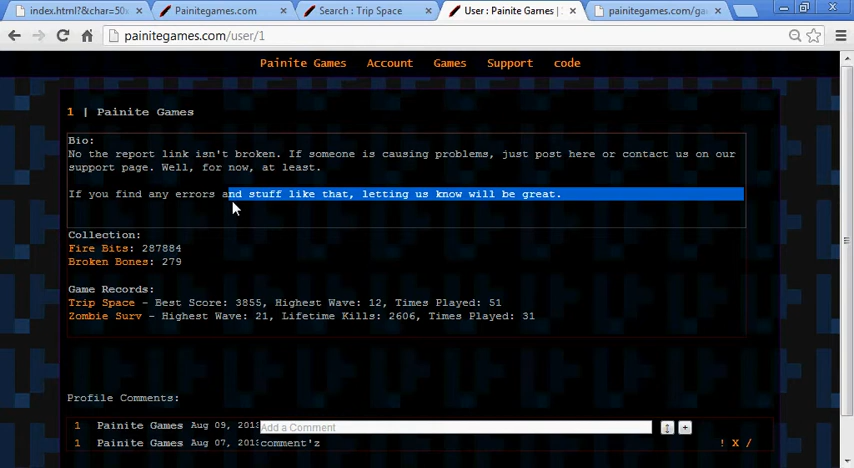 index.html?&char=50x
Painitegames.com
Search : Trip Space
User : Painite Games |
painitegames.com/ga
painitegames.com/user/1
Painite Games Account Games Support code
1 | Painite Games
Bio:
No the report link isn't broken. If someone is causing problems, just post here or contact us on our
support page. Well, for now, at least.
If you find any errors and stuff like that, letting us know will be great.
Collection:
Fire Bits: 287884
Broken Bones: 279
Game Records:
Trip Space - Best Score: 3855, Highest Wave: 12, Times Played: 51
Zombie Surv - Highest Wave: 21, Lifetime Kills: 2606, Times Played: 31
Profile Comments:
1 Painite Games Aug 09, 2013 Add a Comment +
1 Painite Games Aug 07, 2013 comment'z ! X /